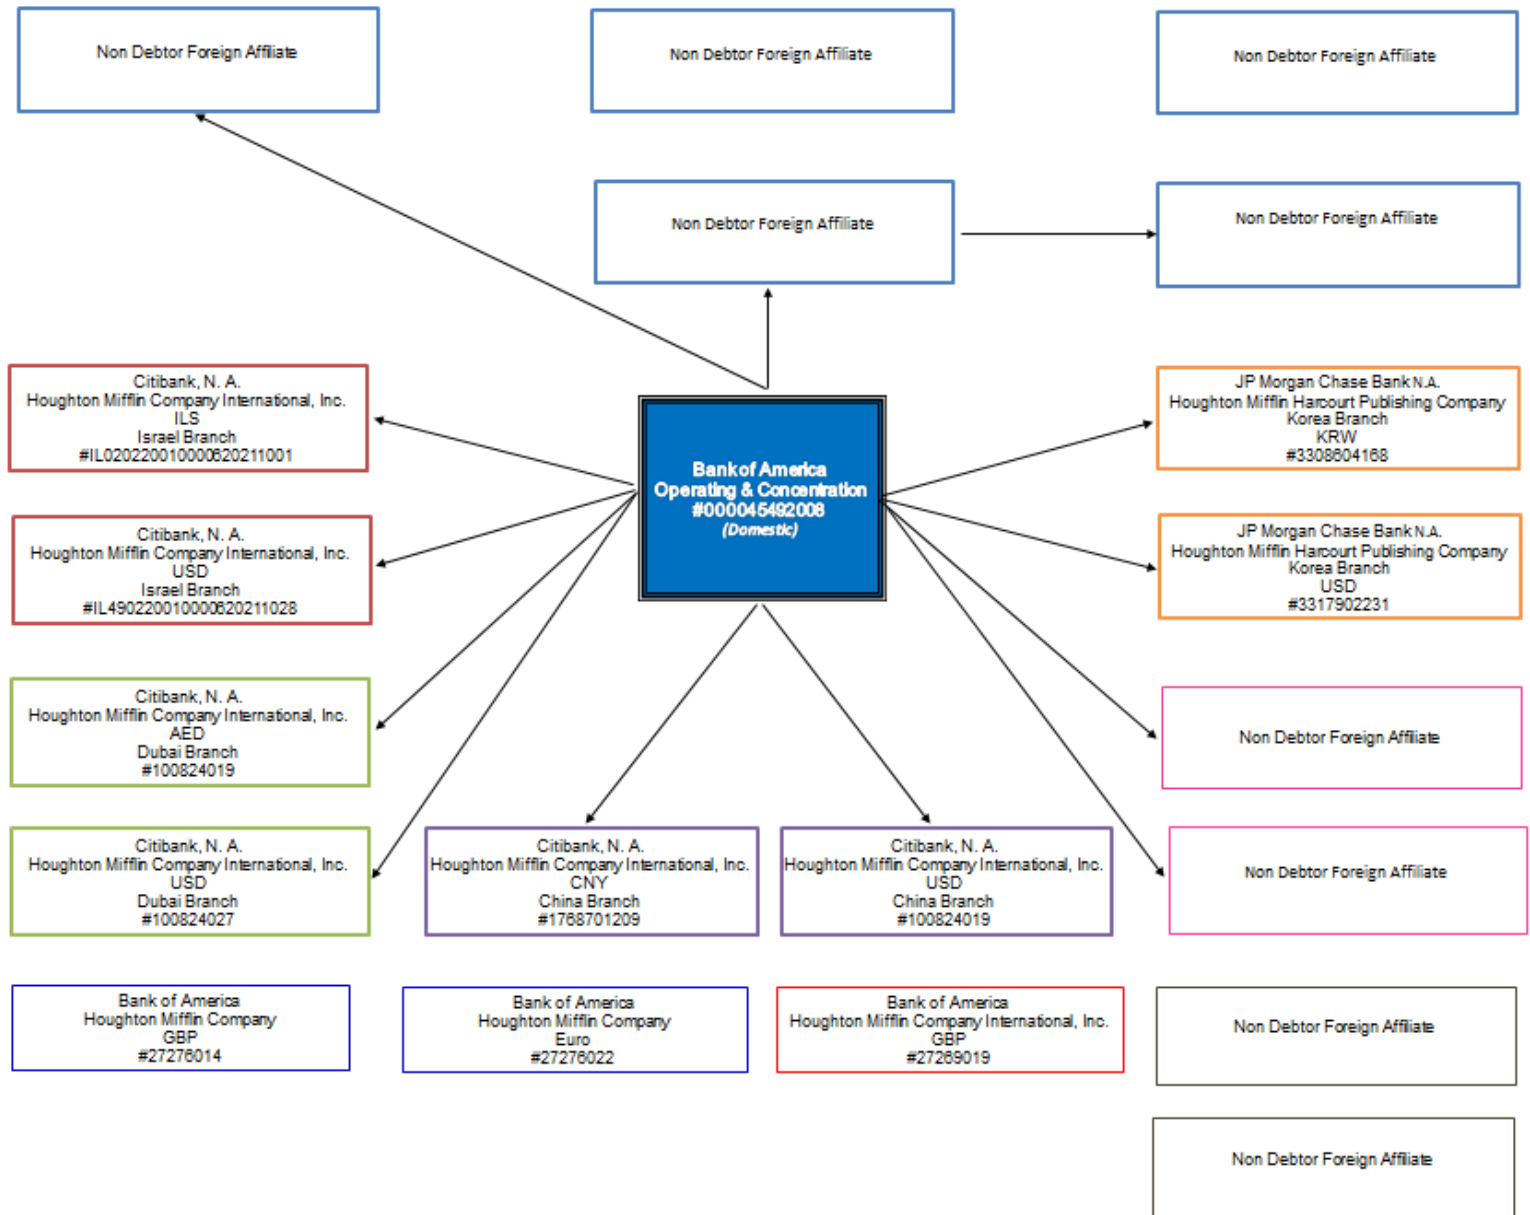 Non Debtor Foreign Affiliate
Non Debtor Foreign Affiliate
Non Debtor Foreign Affiliate
Non Debtor Foreign Affiliate
Non Debtor Foreign Affiliate
Citibank, N. A.
Houghton Mifflin Company International, Inc.
ILS
Israel Branch
#IL020220010000620211001
Bank of America
Operating & Concentration
#000045492008
(Domestic)
JP Morgan Chase Bank N.A.
Houghton Mifflin Harcourt Publishing Company
Korea Branch
KRW
#3308604168
Citibank, N. A.
Houghton Mifflin Company International, Inc.
USD
Israel Branch
#IL490220010000620211028
JP Morgan Chase Bank N.A.
Houghton Mifflin Harcourt Publishing Company
Korea Branch
USD
#3317902231
Citibank, N. A.
Houghton Mifflin Company International, Inc.
AED
Dubai Branch
#100824019
Non Debtor Foreign Affiliate
Citibank, N. A.
Houghton Mifflin Company International, Inc.
USD
Dubai Branch
#100824027
Citibank, N. A.
Houghton Mifflin Company International, Inc.
CNY
China Branch
#1768701209
Citibank, N. A.
Houghton Mifflin Company International, Inc.
USD
China Branch
#100824019
Non Debtor Foreign Affiliate
Bank of America
Houghton Mifflin Company
GBP
#27276014
Bank of America
Houghton Mifflin Company
Euro
#27276022
Bank of America
Houghton Mifflin Company International, Inc.
GBP
#27269019
Non Debtor Foreign Affiliate
Non Debtor Foreign Affiliate